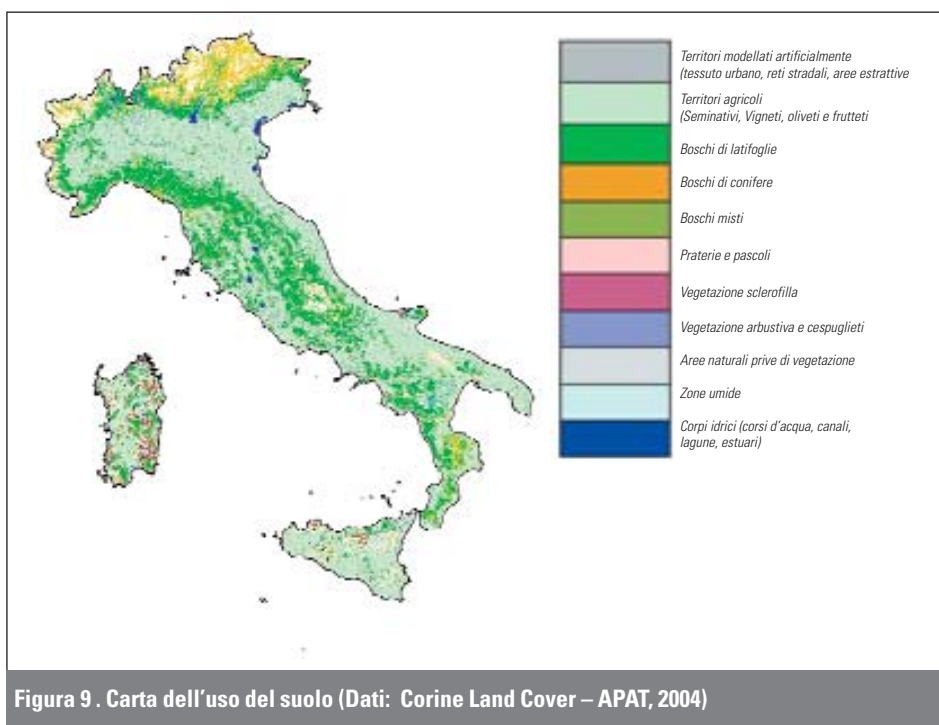 Territori modellati artificialmente
(tessuto urbano, reti stradali, aree estrattive
Territori agricoli
(Seminativi, Vigneti, oliveti e frutteti
Boschi di latifoglie
Boschi di conifere
Boschi misti
Praterie e pascoli
Vegetazione sclerofilla
Vegetazione arbustiva e cespuglieti
Aree naturali prive di vegetazione
Zone umide
Corpi idrici (corsi d'acqua, canali,
lagune, estuari)
Figura 9 . Carta dell'uso del suolo (Dati: Corine Land Cover – APAT, 2004)